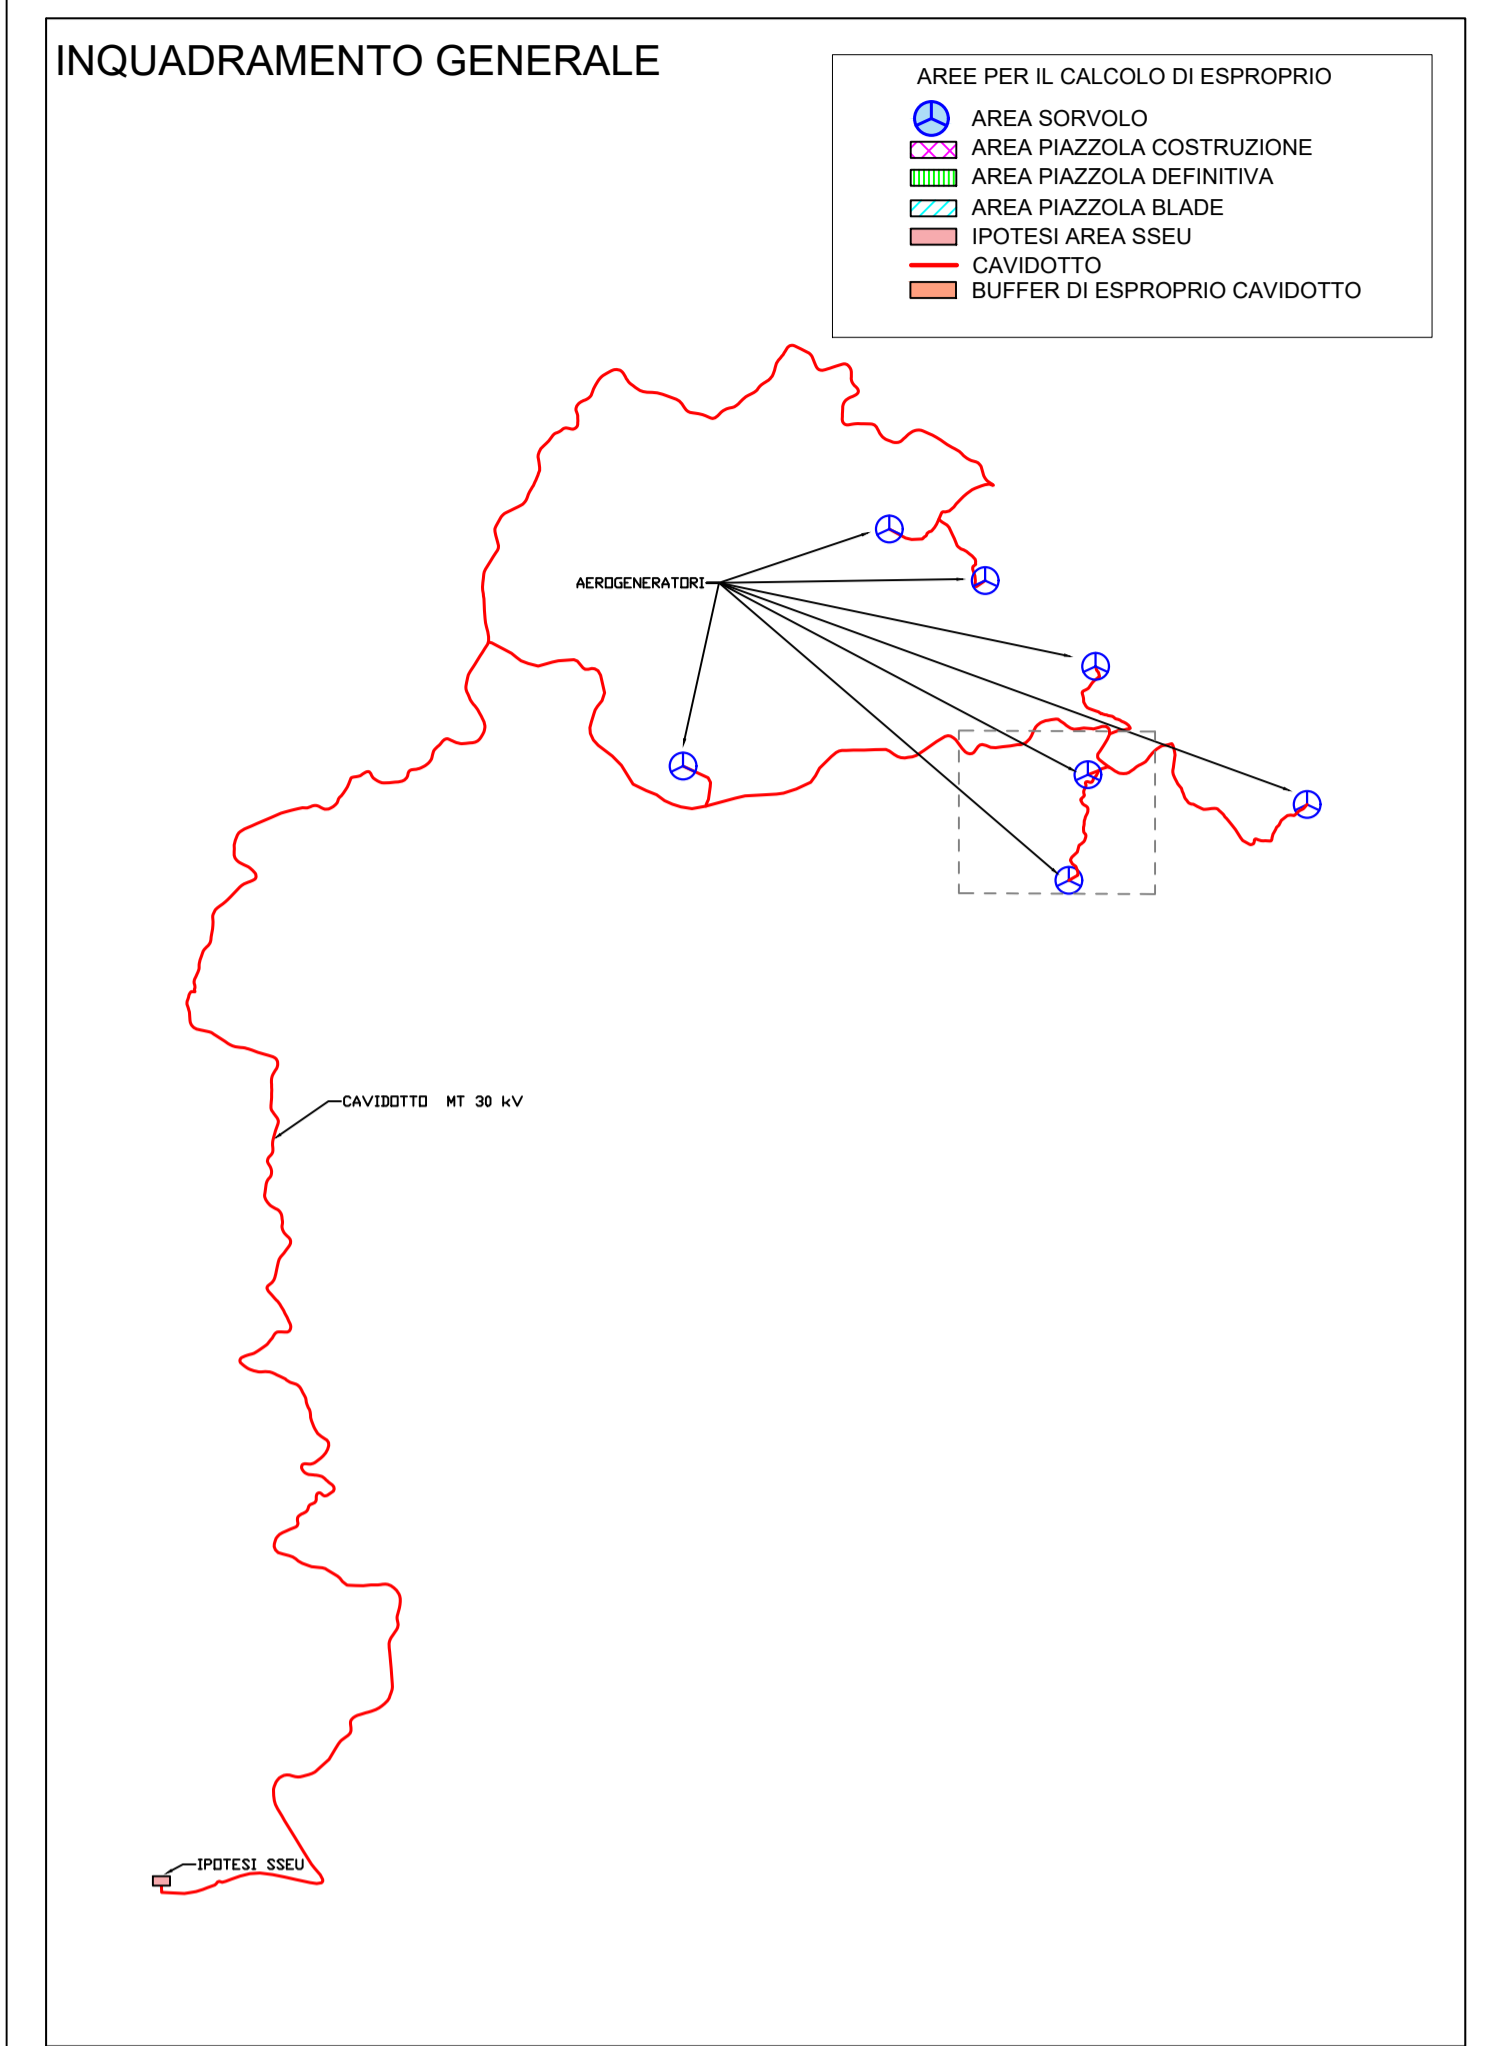 INQUADRAMENTO GENERALE
AREE PER IL CALCOLO DI ESPROPRIO
AREA SORVOLO
AREA PIAZZOLA COSTRUZIONE
AREA PIAZZOLA DEFINITIVA
AREA PIAZZOLA BLADE
IPOTESI AREA SSEU
CAVIDOTTO
BUFFER DI ESPROPRIO CAVIDOTTO
AEROGENERATORI
CAVIDOTTO MT 30 kV
IPOTESI SSEU